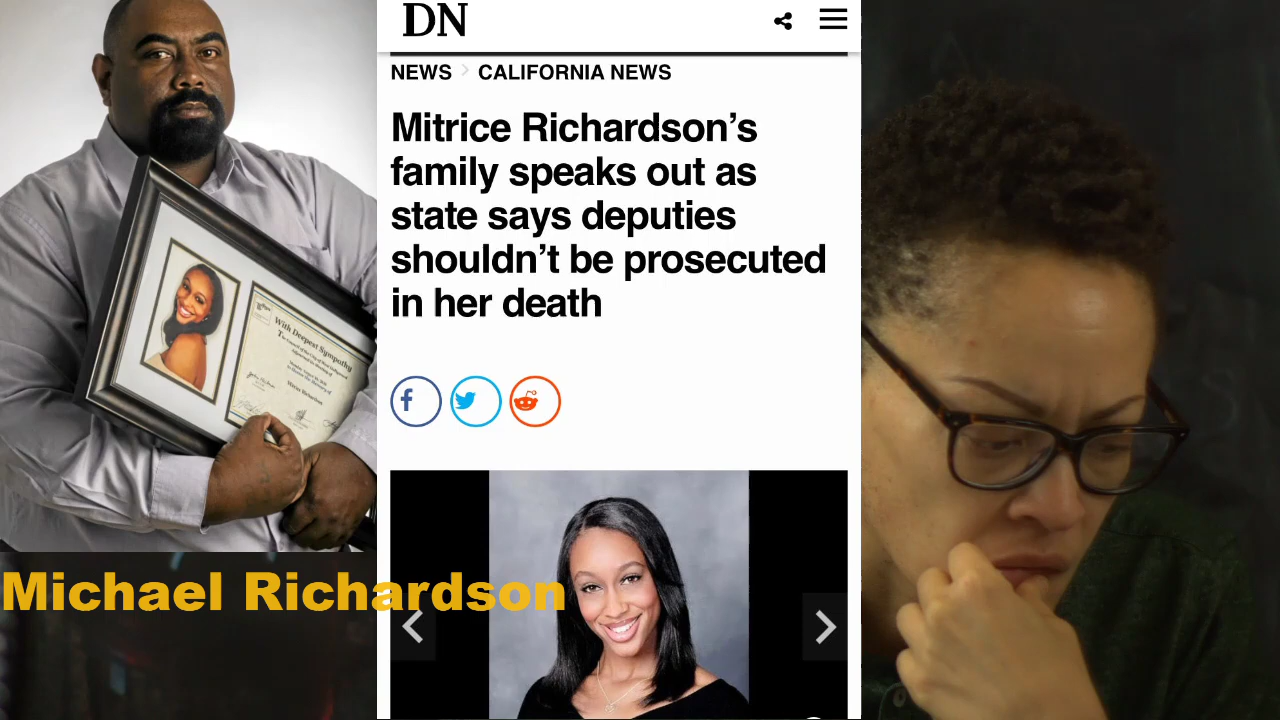 DN
NEWS > CALIFORNIA NEWS
Mitrice Richardson’s
family speaks out as
state says deputies
shouldn’t be prosecuted
in her death
With Deepest Sympathy
Michael Richardson